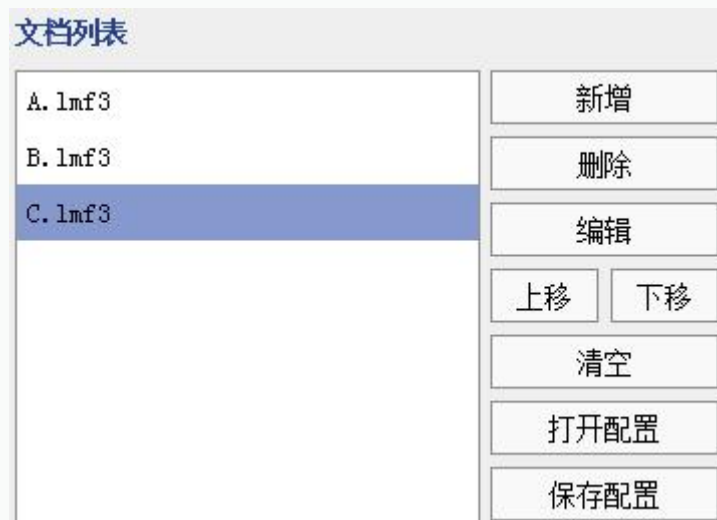 文档列表
A.lmf3
B.lmf3
C.lmf3
新增
删除
编辑
上移 下移
清空
打开配置
保存配置